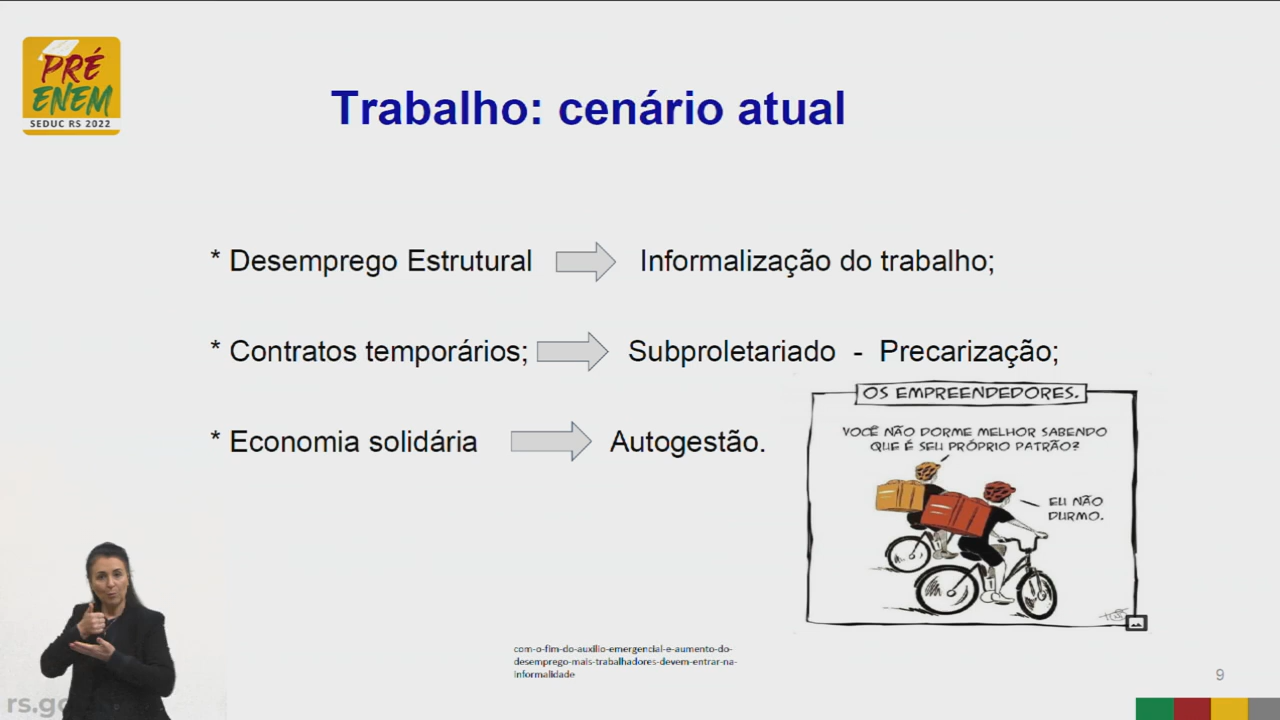 PRÉ
ENEM
SEDUC RS 2022
Trabalho: cenário atual
* Desemprego Estrutural Informalização do trabalho;
* Contratos temporários; Subproletariado - Precarização;
* Economia solidária Autogestão.
OS EMPREENDEDORES.
VOCÊ NÃO DORME MELHOR SABENDO
QUE É SEU PRÓPRIO PATRÃO?
EU NÃO
DURMO.
com-o-fim-do-auxilio-emergencial-e-aumento-do-
desemprego-mais-trabalhadores-devem-entrar-na-
informalidade
9